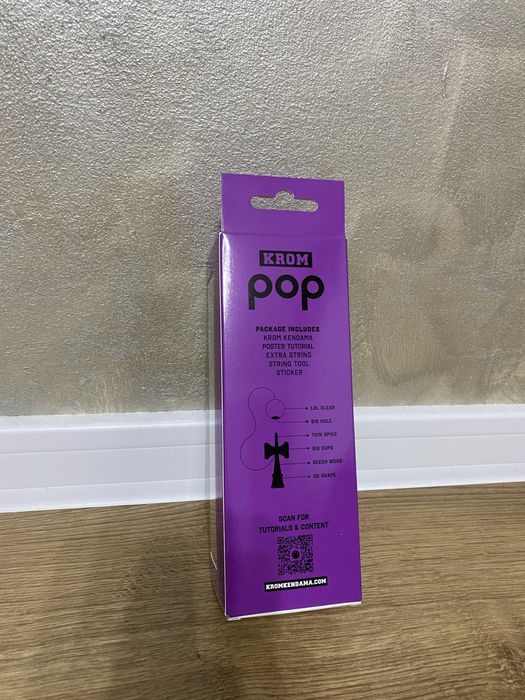 KROM
pop
PACKAGE INCLUDES
KROM KENDAMA
POSTER TUTORIAL
EXTRA STRING
STRING TOOL
STICKER
LOL CLEAR
BIG HOLE
THIN SPIKE
BIG CUPS
BEECH WOOD
CK SHAPE
SCAN FOR
TUTORIALS & CONTENT
KROMKENDAMA.COM